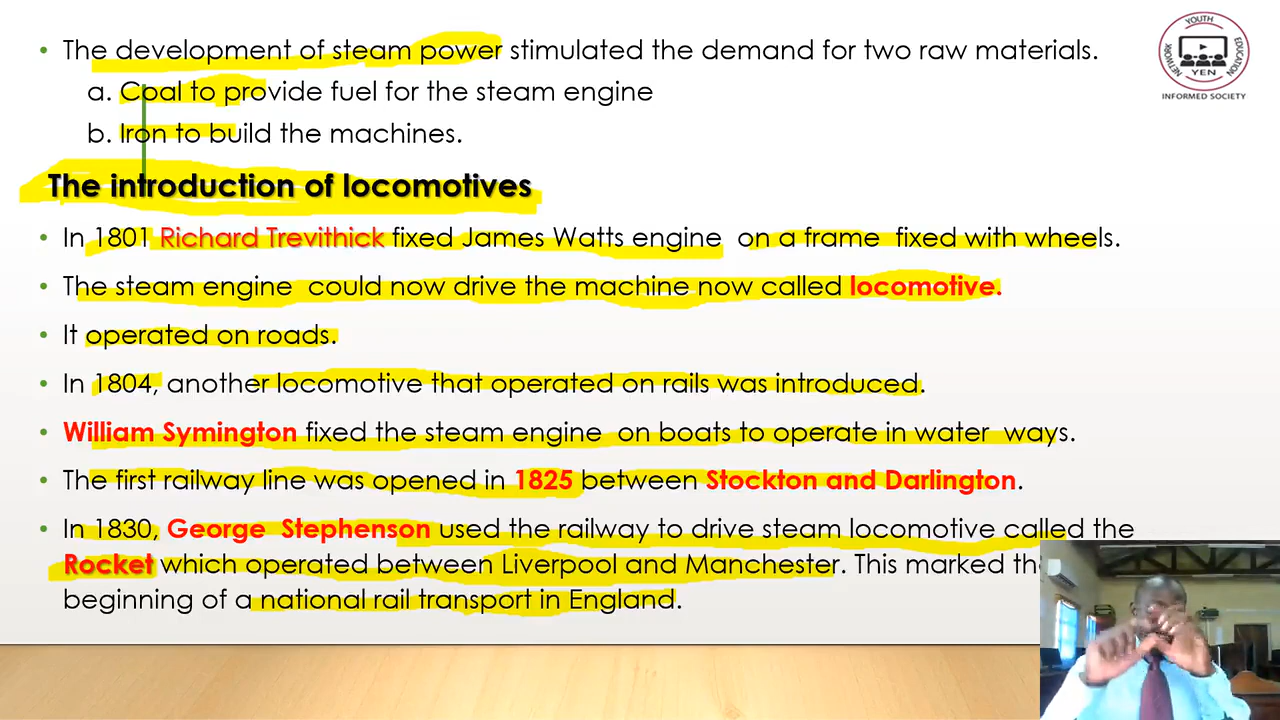 • The development of steam power stimulated the demand for two raw materials.
a. Coal to provide fuel for the steam engine
b. Iron to build the machines.
The introduction of locomotives
• In 1801 Richard Trevithick fixed James Watts engine on a frame fixed with wheels.
• The steam engine could now drive the machine now called locomotive.
• It operated on roads.
• In 1804, another locomotive that operated on rails was introduced.
• William Symington fixed the steam engine on boats to operate in water ways.
• The first railway line was opened in 1825 between Stockton and Darlington.
• In 1830, George Stephenson used the railway to drive steam locomotive called the
Rocket which operated between Liverpool and Manchester. This marked
beginning of a national rail transport in England.
YOUTH
EDUCATION
NETWORK
YEN
INFORMED SOCIETY